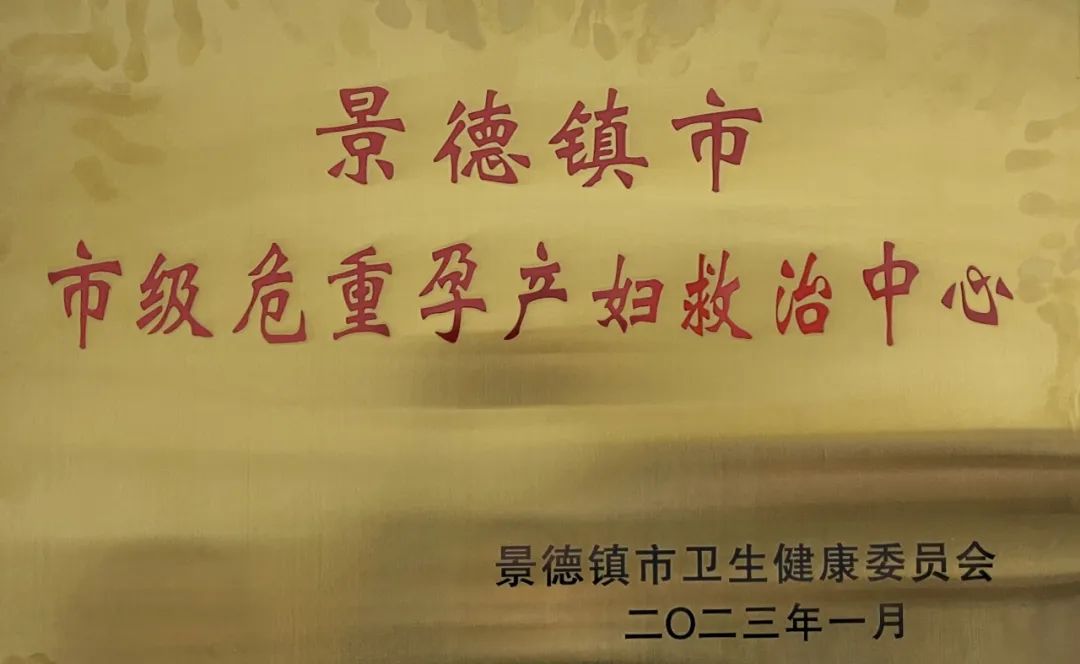 景德镇市
市级危重孕产妇救治中心
景德镇市卫生健康委员会
二〇二三年一月